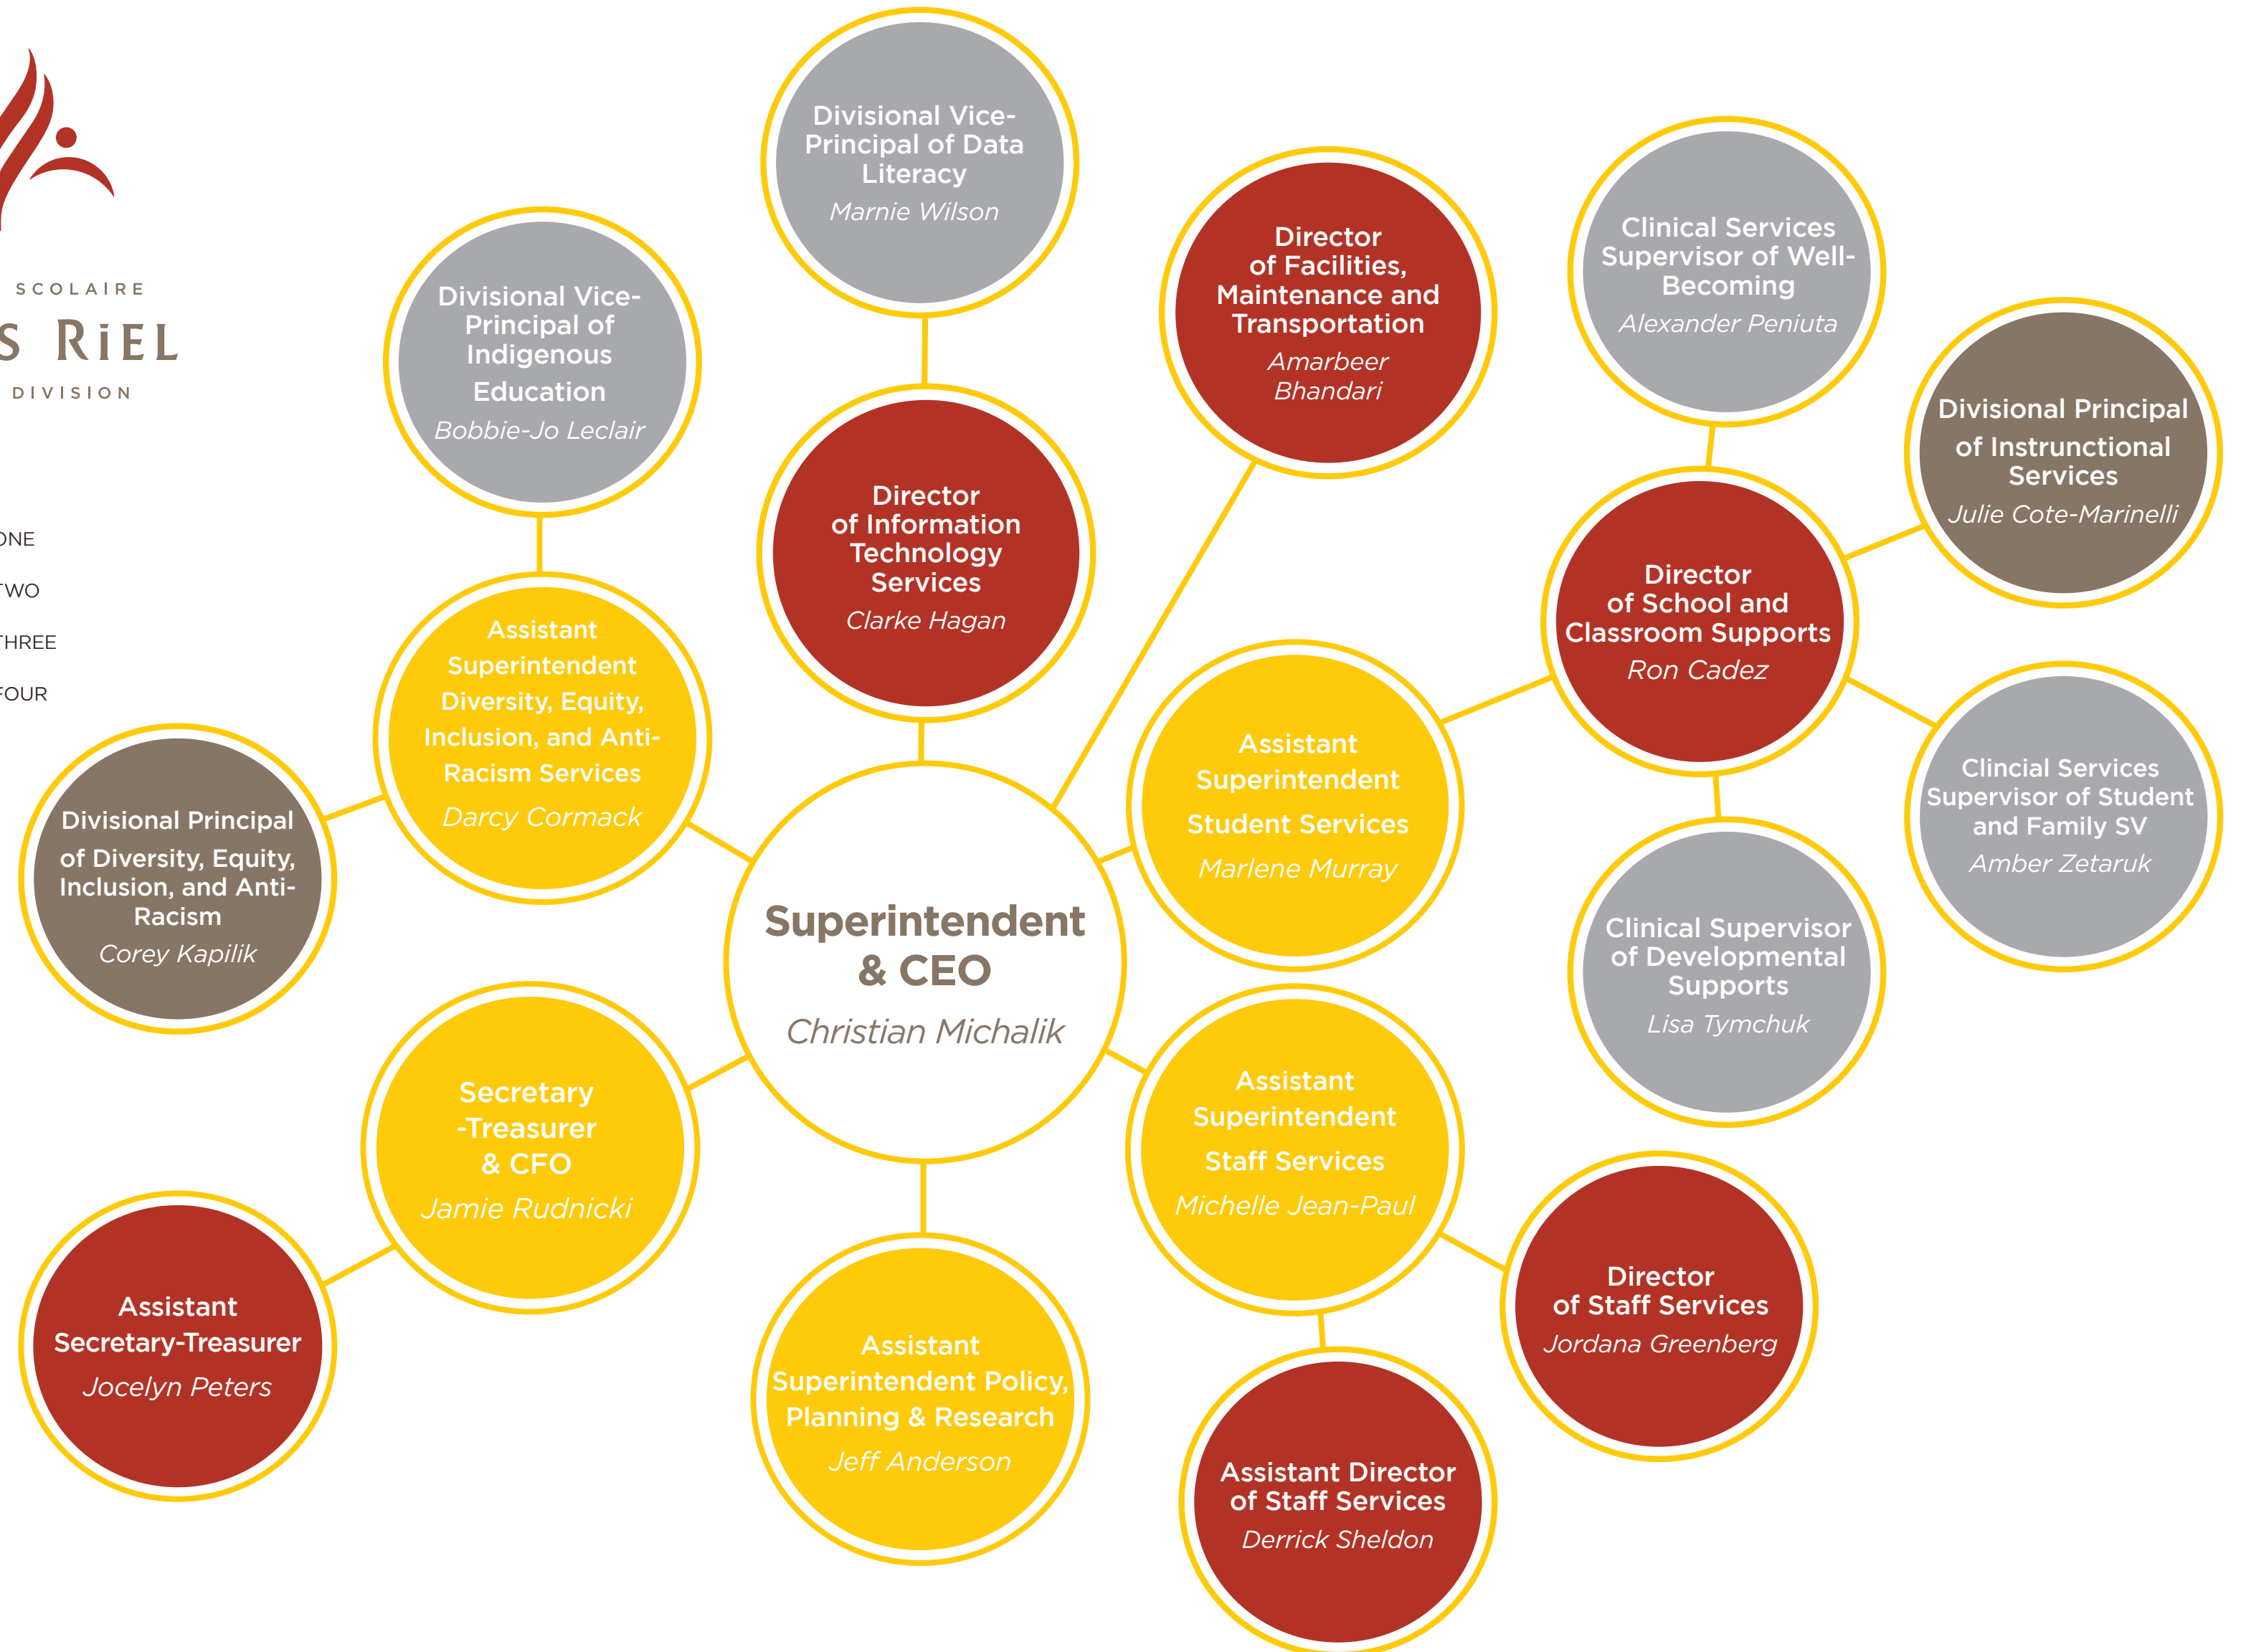 SCOLAIRE
S RiEL
DIVISION
ONE
TWO
THREE
FOUR
Divisional Vice-
Principal of Data
Literacy
Marnie Wilson
Divisional Vice-
Principal of
Indigenous
Education
Bobbie-Jo Leclair
Director
of Facilities,
Maintenance and
Transportation
Amarbeer
Bhandari
Clinical Services
Supervisor of Well-
Becoming
Alexander Peniuta
Divisional Principal
of Instrunctional
Services
Julie Cote-Marinelli
Director
of Information
Technology
Services
Clarke Hagan
Director
of School and
Classroom Supports
Ron Cadez
Assistant
Superintendent
Diversity, Equity,
Inclusion, and Anti-
Racism Services
Darcy Cormack
Assistant
Superintendent
Student Services
Marlene Murray
Clincial Services
Supervisor of Student
and Family SV
Amber Zetaruk
Divisional Principal
of Diversity, Equity,
Inclusion, and Anti-
Racism
Corey Kapilik
Superintendent
& CEO
Christian Michalik
Clinical Supervisor
of Developmental
Supports
Lisa Tymchuk
Secretary
-Treasurer
& CFO
Jamie Rudnicki
Assistant
Superintendent
Staff Services
Michelle Jean-Paul
Assistant
Secretary-Treasurer
Jocelyn Peters
Assistant
Superintendent Policy,
Planning & Research
Jeff Anderson
Director
of Staff Services
Jordana Greenberg
Assistant Director
of Staff Services
Derrick Sheldon